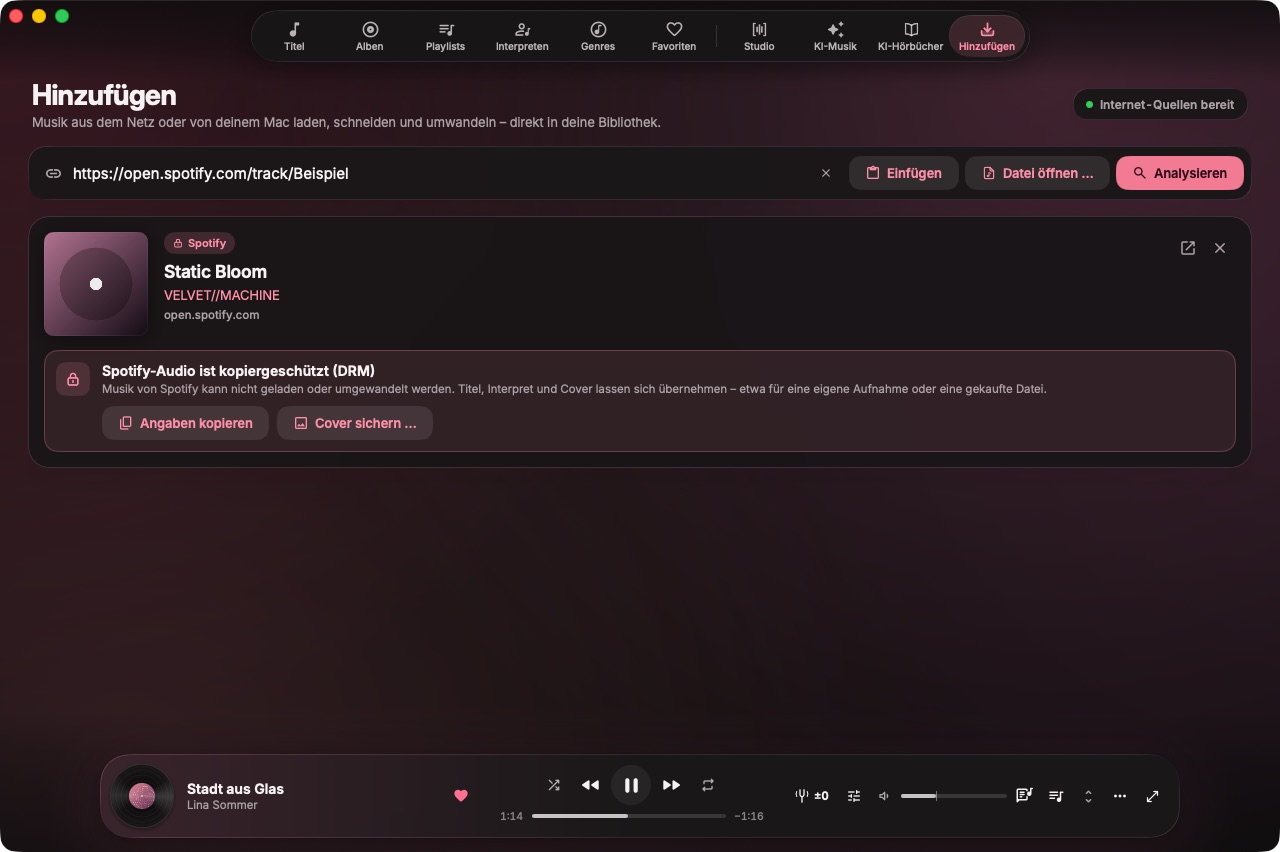 Titel
Alben
Playlists
Interpreten
Genres
Favoriten
Studio
KI-Musik
KI-Hörbücher
Hinzufügen
Hinzufügen
Musik aus dem Netz oder von deinem Mac laden, schneiden und umwandeln – direkt in deine Bibliothek.
Internet-Quellen bereit
https://open.spotify.com/track/Beispiel
Einfügen
Datei öffnen ...
Analysieren
Spotify
Static Bloom
VELVET//MACHINE
open.spotify.com
Spotify-Audio ist kopiergeschützt (DRM)
Musik von Spotify kann nicht geladen oder umgewandelt werden. Titel, Interpret und Cover lassen sich übernehmen – etwa für eine eigene Aufnahme oder eine gekaufte Datei.
Angaben kopieren
Cover sichern ...
Stadt aus Glas
Lina Sommer
1:14
−1:16
±0